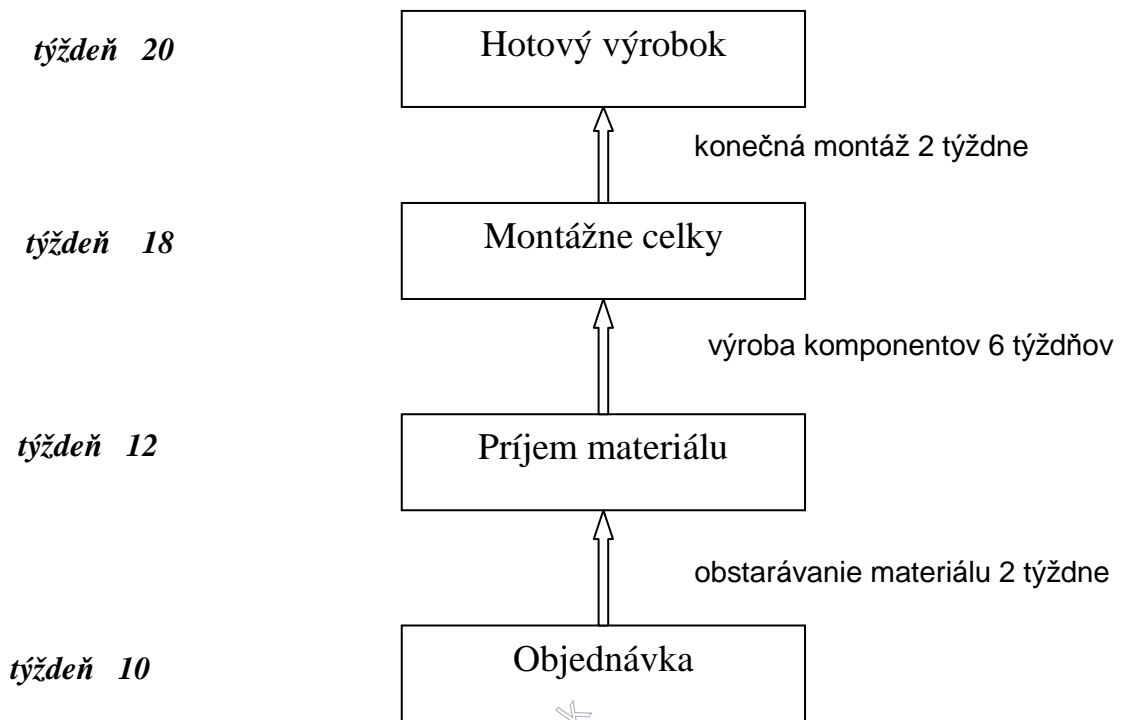 týždeň 20
Hotový výrobok
konečná montáž 2 týždne
týždeň 18
Montážne celky
výroba komponentov 6 týždňov
týždeň 12
Príjem materiálu
obstarávanie materiálu 2 týždne
týždeň 10
Objednávka